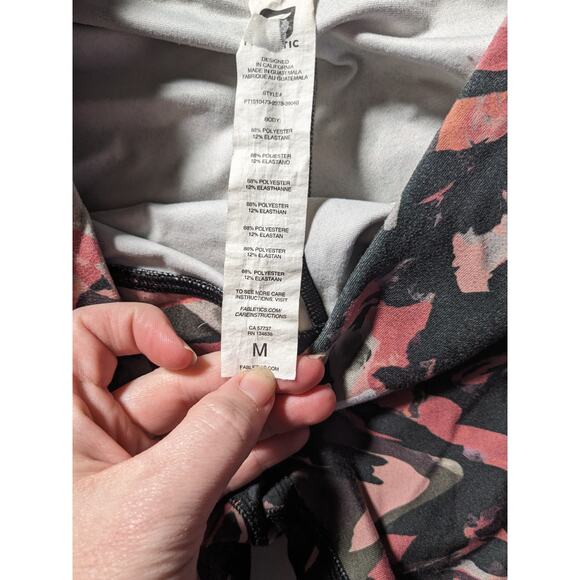 DESIGNED
IN CALIFORNIA
MADE IN GUATEMALA
FABRIQUÉ AU GUATEMALA
STYLE#
BODY:
88% POLYESTER
12% ELASTANE
88% POLIESTER
12% ELASTANO
88% POLYESTER
12% ELASTHANNE
88% POLYESTER
12% ELASTHAN
88% POLYESTERE
12% ELASTAN
88% POLYESTER
12% ELASTAN
88% POLYESTER
12% ELASTAAN
TO SEE MORE CARE
INSTRUCTIONS, VISIT
FABLETICS.COM/
CAREINSTRUCTIONS
CA 57737
M